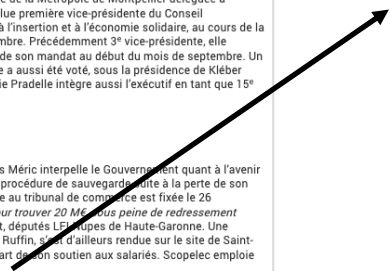 e de la Métropole de Montpellier déléguée à
lue première vice-présidente du Conseil
à l'insertion et à l'économie solidaire, au cours de la
mbre. Précédemment 3e vice-présidente, elle
de son mandat au début du mois de septembre. Un
e a aussi été voté, sous la présidence de Kléber
ie Pradelle intègre aussi l'exécutif en tant que 15e
s Méric interpelle le Gouvernement quant à l'avenir
procédure de sauvegarde suite à la perte de son
e au tribunal de commerce est fixée le 26
ur trouver 20 M€ sous peine de redressement
t, députés LFI-Nupes de Haute-Garonne. Une
Ruffin, s'est d'ailleurs rendue sur le site de Saint-
art de son soutien aux salariés. Scopelec emploie